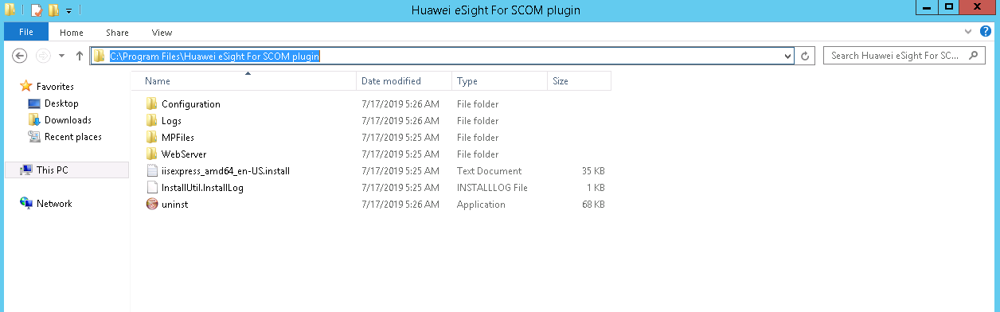 Huawei eSight For SCOM plugin
File Home Share View
C:\Program Files\Huawei eSight For SCOM plugin Search Huawei eSight For SC...
Favorites
Desktop
Downloads
Recent places
This PC
Network
Name Date modified Type Size
Configuration 7/17/2019 5:26 AM File folder
Logs 7/17/2019 5:26 AM File folder
MPFiles 7/17/2019 5:25 AM File folder
WebServer 7/17/2019 5:25 AM File folder
iisexpress_amd64_en-US.install 7/17/2019 5:25 AM Text Document 35 KB
InstallUtil.InstallLog 7/17/2019 5:25 AM INSTALLLOG File 1 KB
uninst 7/17/2019 5:26 AM Application 68 KB